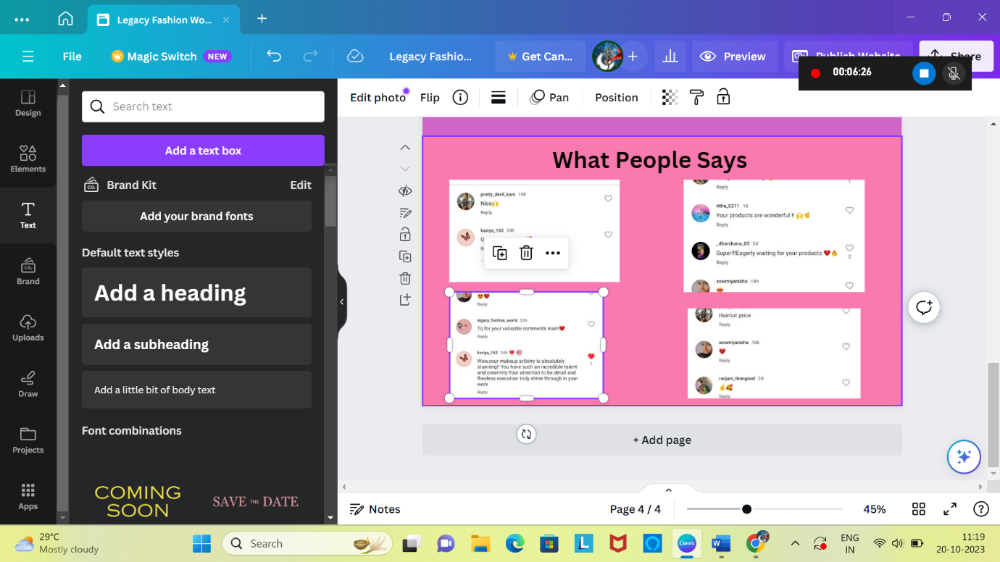 Legacy Fashion Wo...
File
Magic Switch NEW
Legacy Fashio...
Get Can...
Preview
Publish Website
Share
00:06:26
Design
Elements
Text
Brand
Uploads
Draw
Projects
Apps
Search text
Add a text box
Brand Kit
Edit
Add your brand fonts
Default text styles
Add a heading
Add a subheading
Add a little bit of body text
Font combinations
COMING
SOON
SAVE THE DATE
Edit photo
Flip
Pan
Position
What People Says
pretty_devil_kani 18h
Nice🙌
Reply
kaviya_163 24h
Reply
ritha_0211 1d
Your products are wonderful !! 🙌👏
Reply
_dharshana_03 2d
Super!!!Eagerly waiting for your products ❤️🔥
Reply
2
sowmiyanisha 18h
😍
😍❤️
Reply
legacy_fashion_world 23h
Tq for your valuable comments mam❤️
Reply
kaviya_163 24h
Wow,your makeup artistry is absolutely
stunning!! You have such an incredible talent
and creativity.Your attention to be detail and
flawless execution truly shine through in your
work
Reply
1
Haircut price
Reply
sowmiyanisha 18h
❤️
Reply
ranjani_thangavel 2d
🤞🥰
Reply
+ Add page
Notes
Page 4 / 4
45%
29°C
Mostly cloudy
Search
Canva
ENG
IN
11:19
20-10-2023